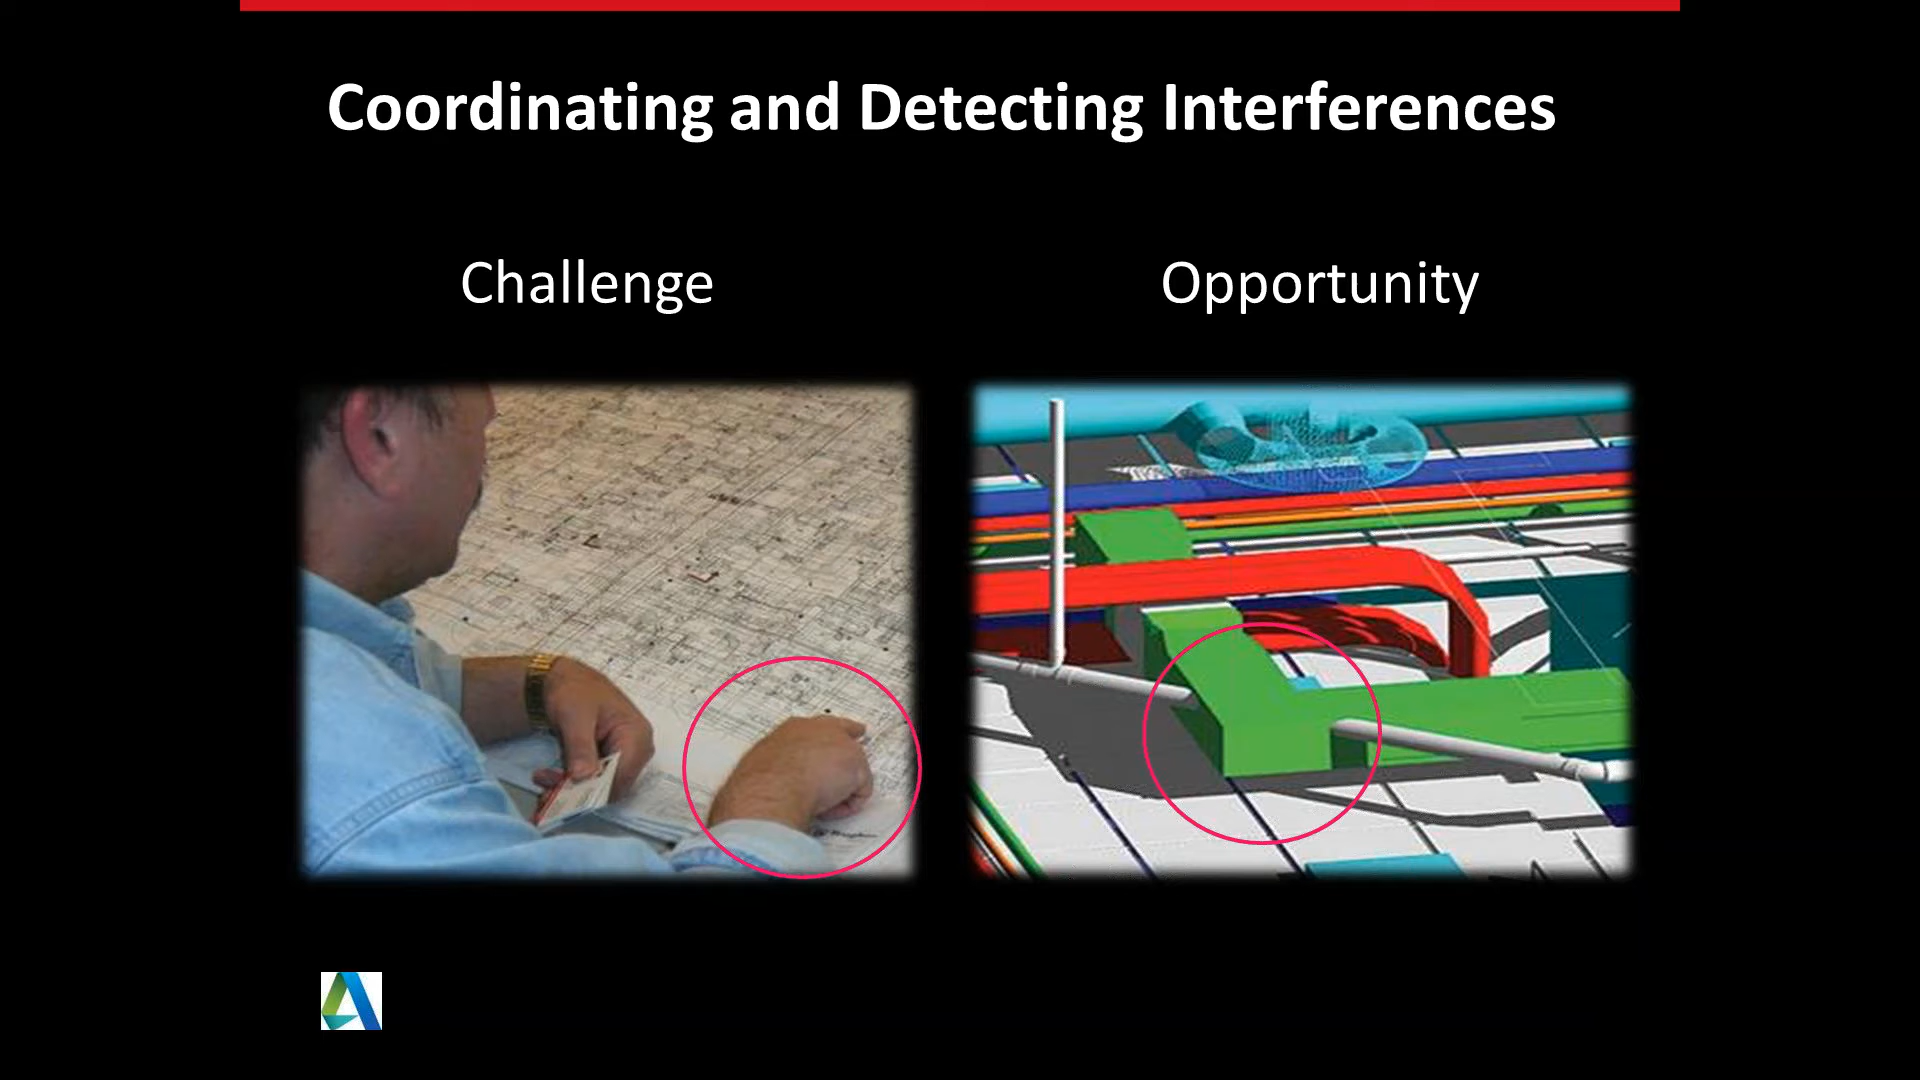 Coordinating and Detecting Interferences
Challenge
Opportunity